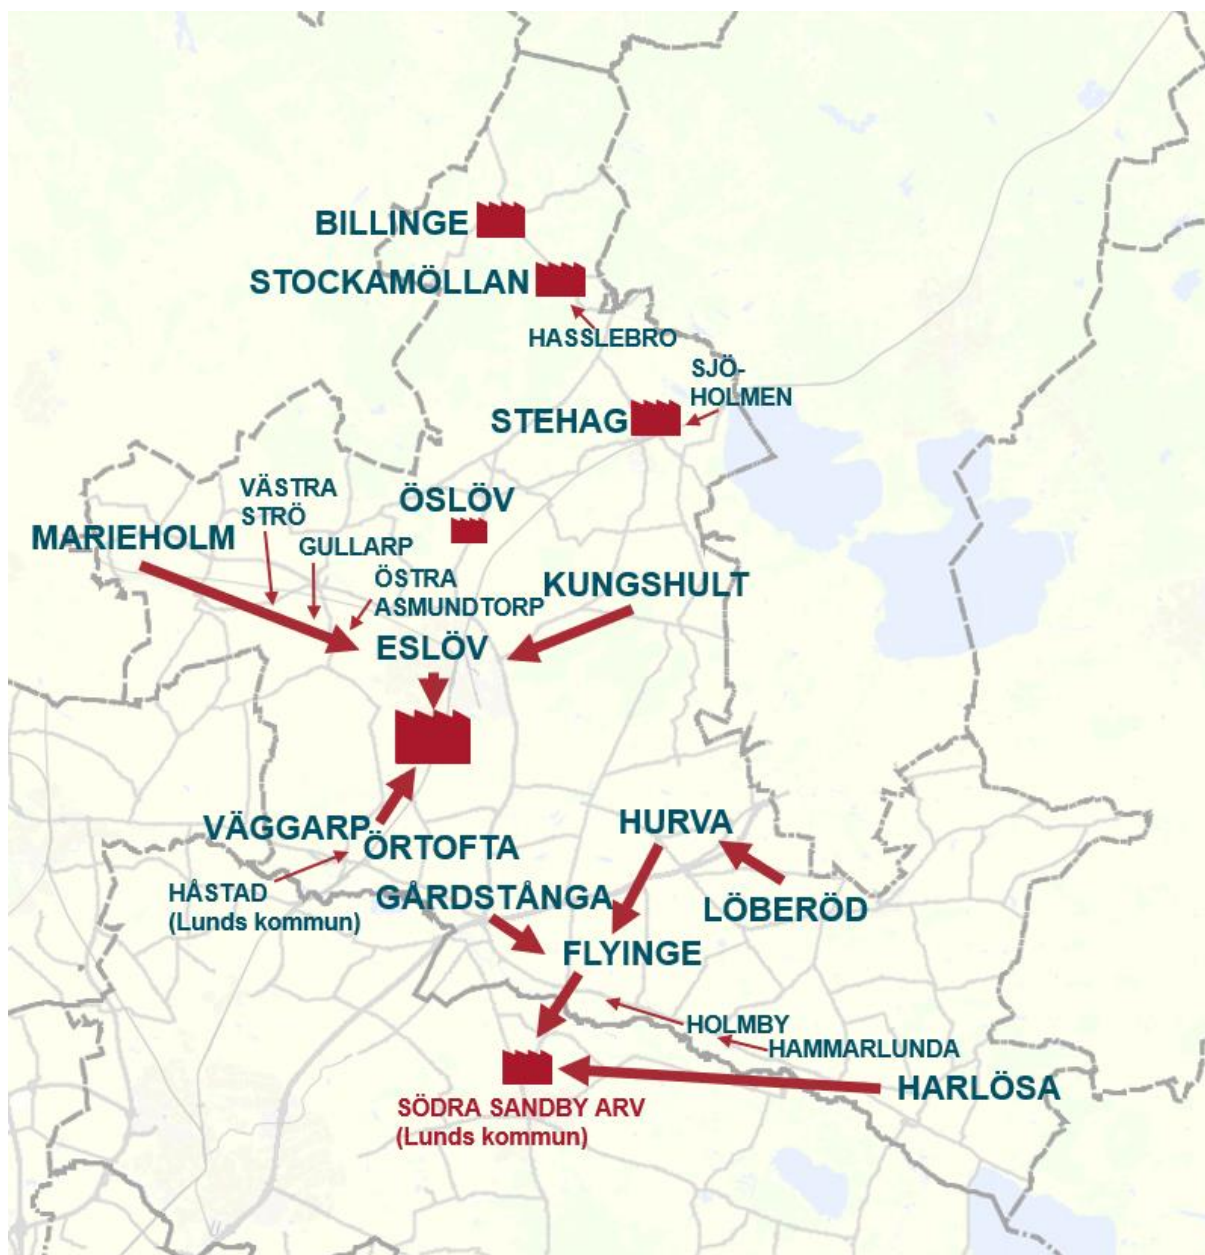 BILLINGE
STOCKAMÖLLAN
HASSLEBRO
SJÖ-
HOLMEN
STEHAG
VÄSTRA
STRÖ
ÖSLÖV
MARIEHOLM
GULLARP
ÖSTRA
ASMUNDTORP
KUNGSHULT
ESLÖV
VÄGGARP
ÖRTOFTA
HURVA
HÅSTAD
(Lunds kommun)
GÅRDSTÅNGA
LÖBERÖD
FLYINGE
HOLMBY
HAMMARLUNDA
HARLÖSA
SÖDRA SANDBY ARV
(Lunds kommun)